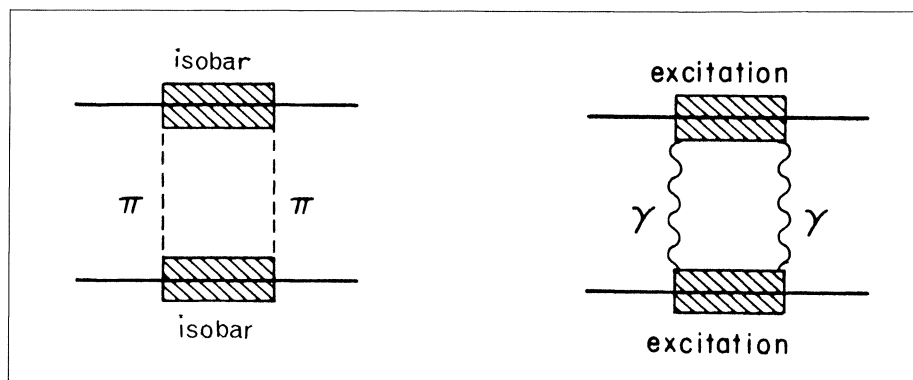 isobar
π π
isobar
excitation
γ γ
excitation